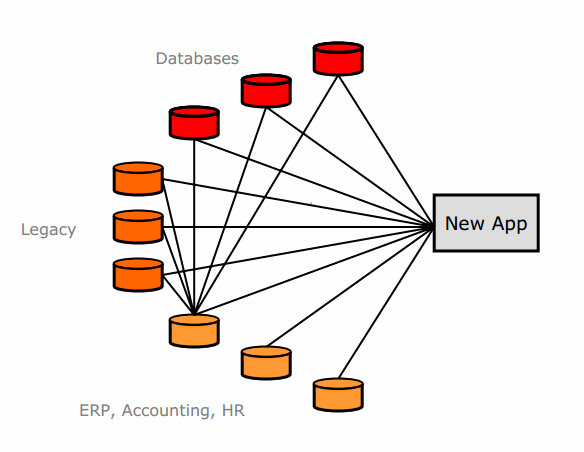 Databases
New App
Legacy
ERP, Accounting, HR